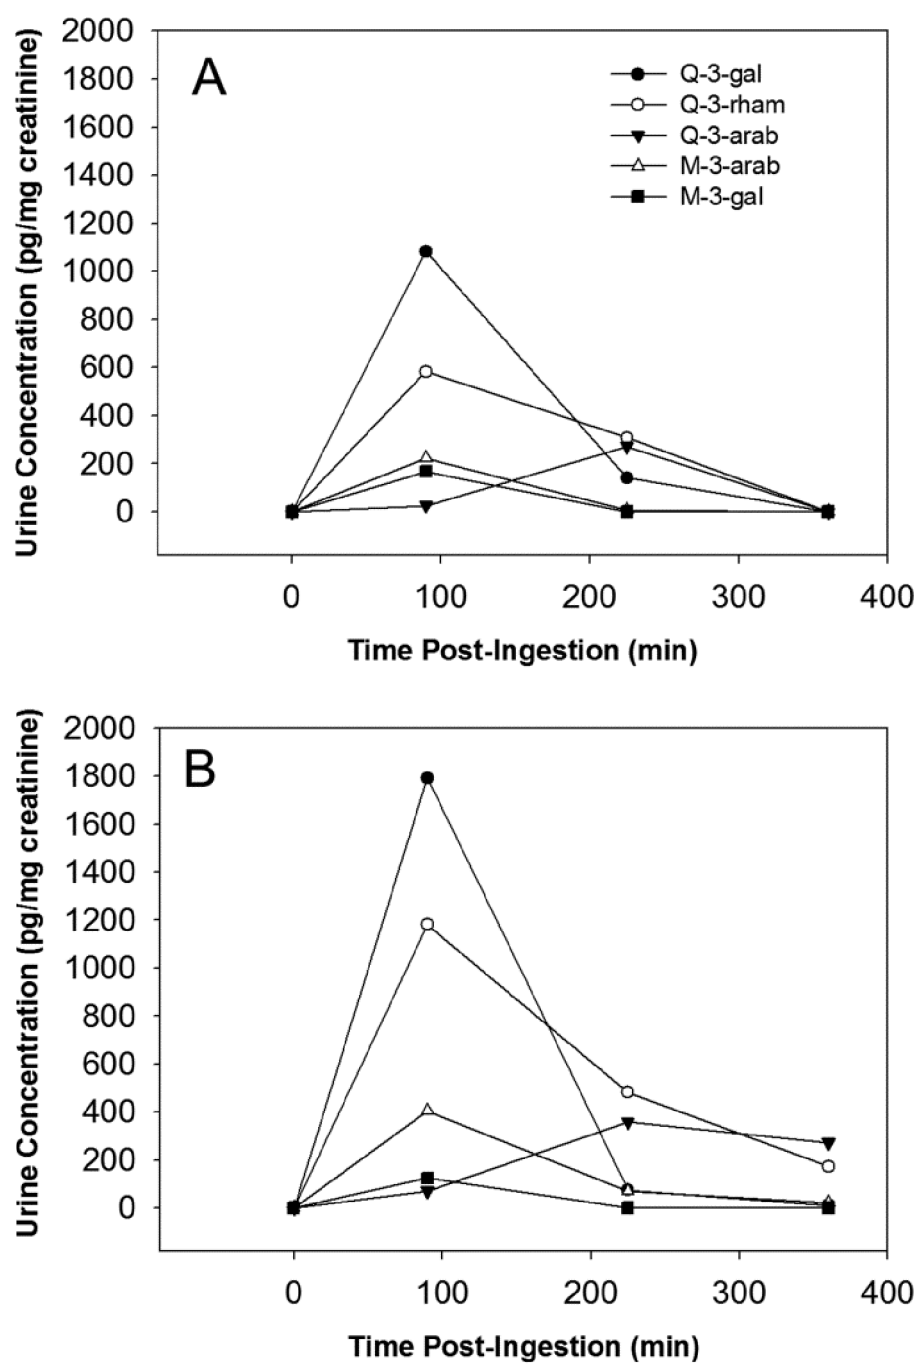 A
2000
1800
1600
1400
1200
1000
800
600
400
200
0
Urine Concentration (pg/mg creatinine)
Q-3-gal
Q-3-rham
Q-3-arab
M-3-arab
M-3-gal
0 100 200 300 400
Time Post-Ingestion (min)
B
2000
1800
1600
1400
1200
1000
800
600
400
200
0
Urine Concentration (pg/mg creatinine)
0 100 200 300 400
Time Post-Ingestion (min)